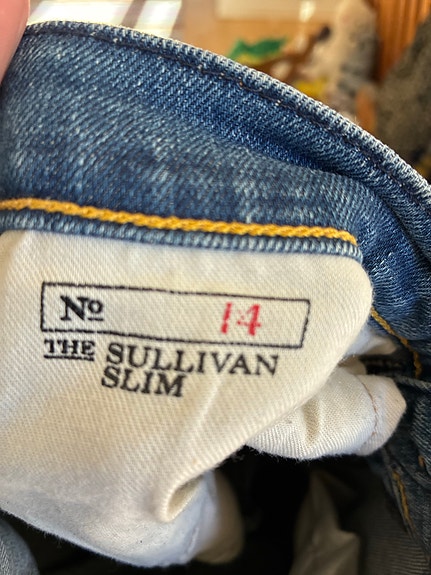 Nº 14
THE SULLIVAN
SLIM